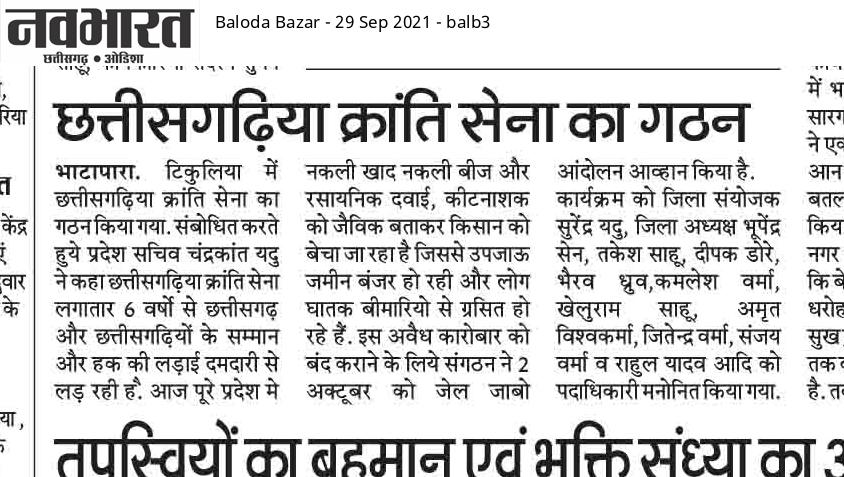 नवभारत
छत्तीसगढ़ • ओडिशा
Baloda Bazar - 29 Sep 2021 - balb3
छत्तीसगढ़िया क्रांति सेना का गठन
भाटापारा. टिकुलिया में
छत्तीसगढ़िया क्रांति सेना का
गठन किया गया. संबोधित करते
हुये प्रदेश सचिव चंद्रकांत यदु
ने कहा छत्तीसगढ़िया क्रांति सेना
लगातार 6 वर्षो से छत्तीसगढ़
और छत्तीसगढ़ियों के सम्मान
और हक की लड़ाई दमदारी से
लड़ रही है. आज पूरे प्रदेश मे
नकली खाद नकली बीज और
रसायनिक दवाई, कीटनाशक
को जैविक बताकर किसान को
बेचा जा रहा है जिससे उपजाऊ
जमीन बंजर हो रही और लोग
घातक बीमारियो से ग्रसित हो
रहे हैं. इस अवैध कारोबार को
बंद कराने के लिये संगठन ने 2
अक्टूबर को जेल जाबो
आंदोलन आव्हान किया है.
कार्यक्रम को जिला संयोजक
सुरेंद्र यदु, जिला अध्यक्ष भूपेंद्र
सेन, तकेश साहू, दीपक डोरे,
भैरव ध्रुव,कमलेश वर्मा,
खेलुराम साहू, अमृत
विश्वकर्मा, जितेन्द्र वर्मा, संजय
वर्मा व राहुल यादव आदि को
पदाधिकारी मनोनित किया गया.
तपस्वियों का बहुमान एवं भक्ति संध्या का